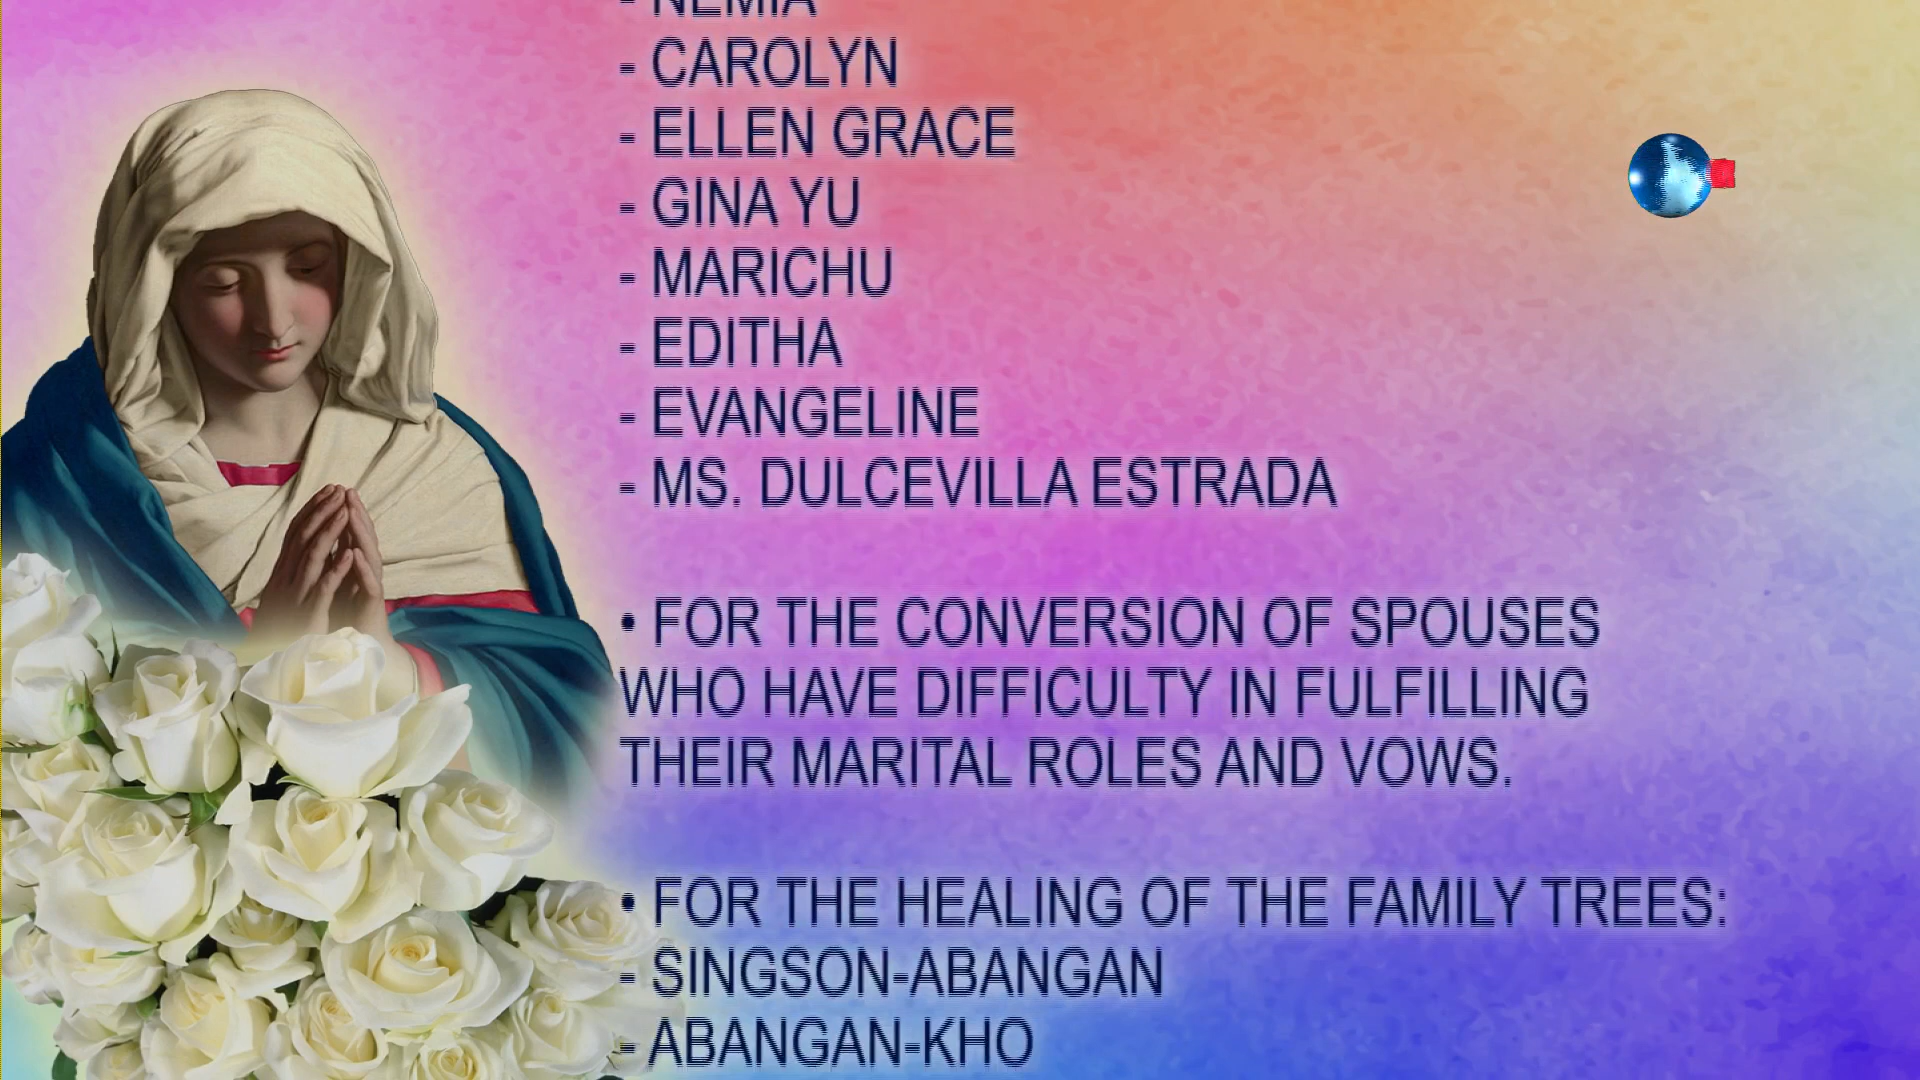 - NEMIA
- CAROLYN
- ELLEN GRACE
- GINA YU
- MARICHU
- EDITHA
- EVANGELINE
- MS. DULCEVILLA ESTRADA
• FOR THE CONVERSION OF SPOUSES
WHO HAVE DIFFICULTY IN FULFILLING
THEIR MARITAL ROLES AND VOWS.
• FOR THE HEALING OF THE FAMILY TREES:
- SINGSON-ABANGAN
- ABANGAN-KHO